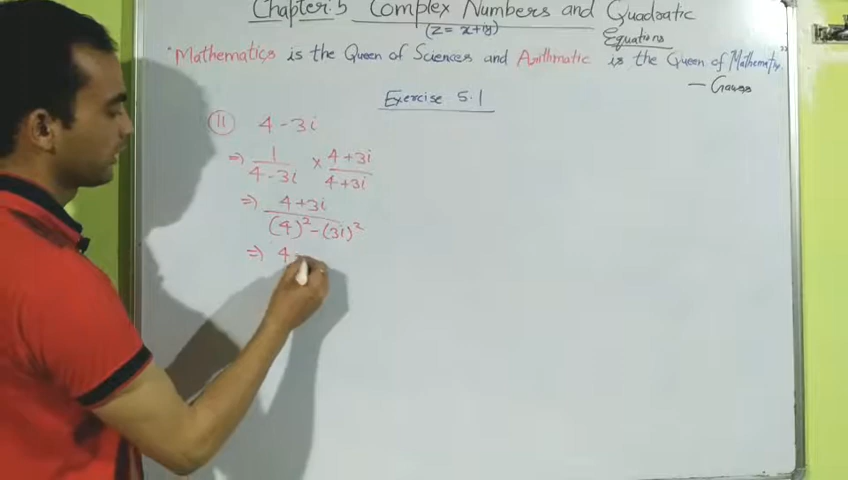 Chapter:5 Complex Numbers and Quadratic
(z = x+iy) Equations
"Mathematics is the Queen of Sciences and Arithmatic is the Queen of Mathematics"
— Gauss
Exercise 5.1
(11) 4-3i
⇒ 1/(4-3i) × (4+3i)/(4+3i)
⇒ (4+3i)/((4)²-(3i)²)
⇒ 4